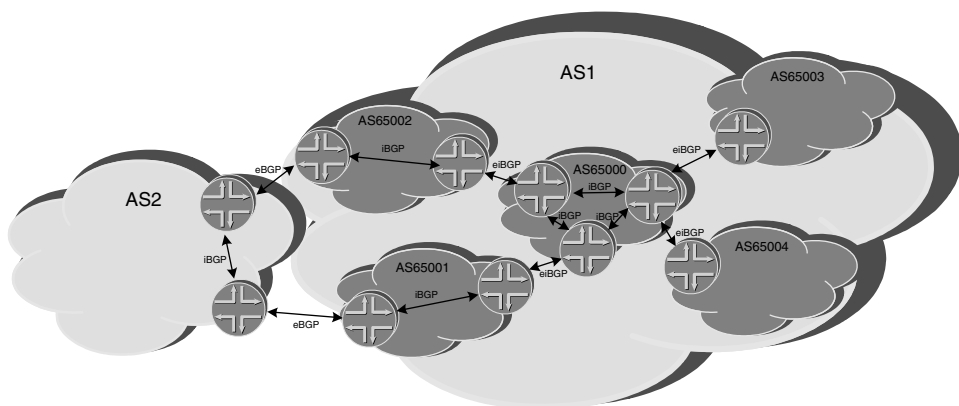 AS1
AS65003
AS65002
iBGP
eBGP
eiBGP
eiBGP
AS65000
iBGP
AS2
iBGP
iBGP
eiBGP
AS65004
iBGP
AS65001
eiBGP
iBGP
eBGP